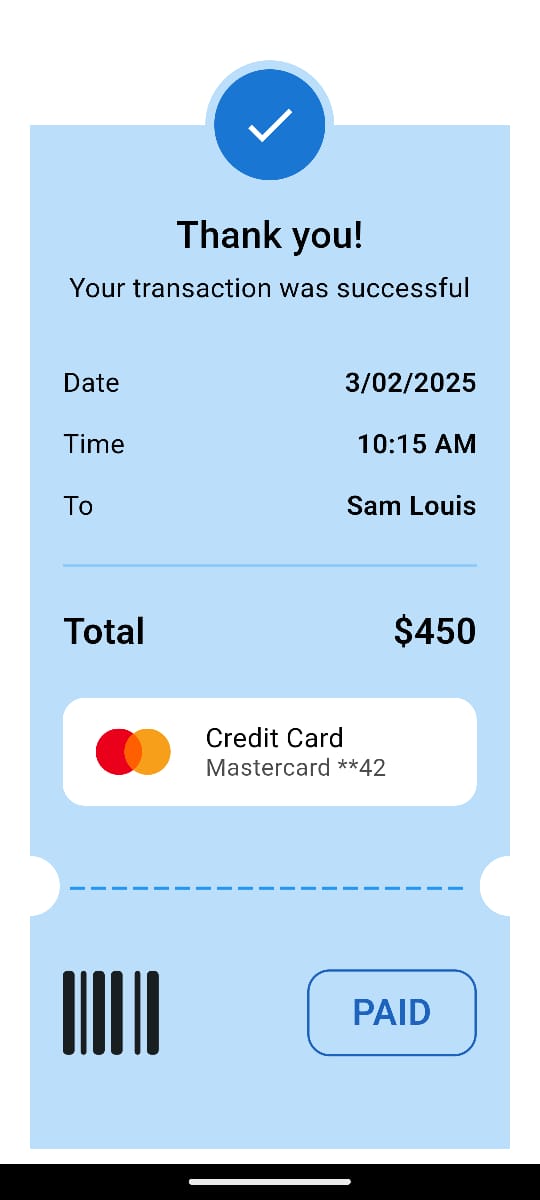 Thank you!
Your transaction was successful
Date 3/02/2025
Time 10:15 AM
To Sam Louis
Total $450
Credit Card
Mastercard **42
PAID